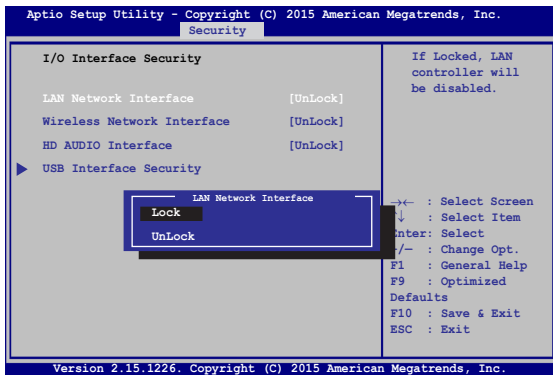 Aptio Setup Utility - Copyright (C) 2015 American Megatrends, Inc.
Security
I/O Interface Security
LAN Network Interface [UnLock]
Wireless Network Interface [UnLock]
HD AUDIO Interface [UnLock]
USB Interface Security
LAN Network Interface
Lock
UnLock
If Locked, LAN
controller will
be disabled.
→← : Select Screen
↓ : Select Item
Enter: Select
/— : Change Opt.
F1 : General Help
F9 : Optimized
Defaults
F10 : Save & Exit
ESC : Exit
Version 2.15.1226. Copyright (C) 2015 American Megatrends, Inc.